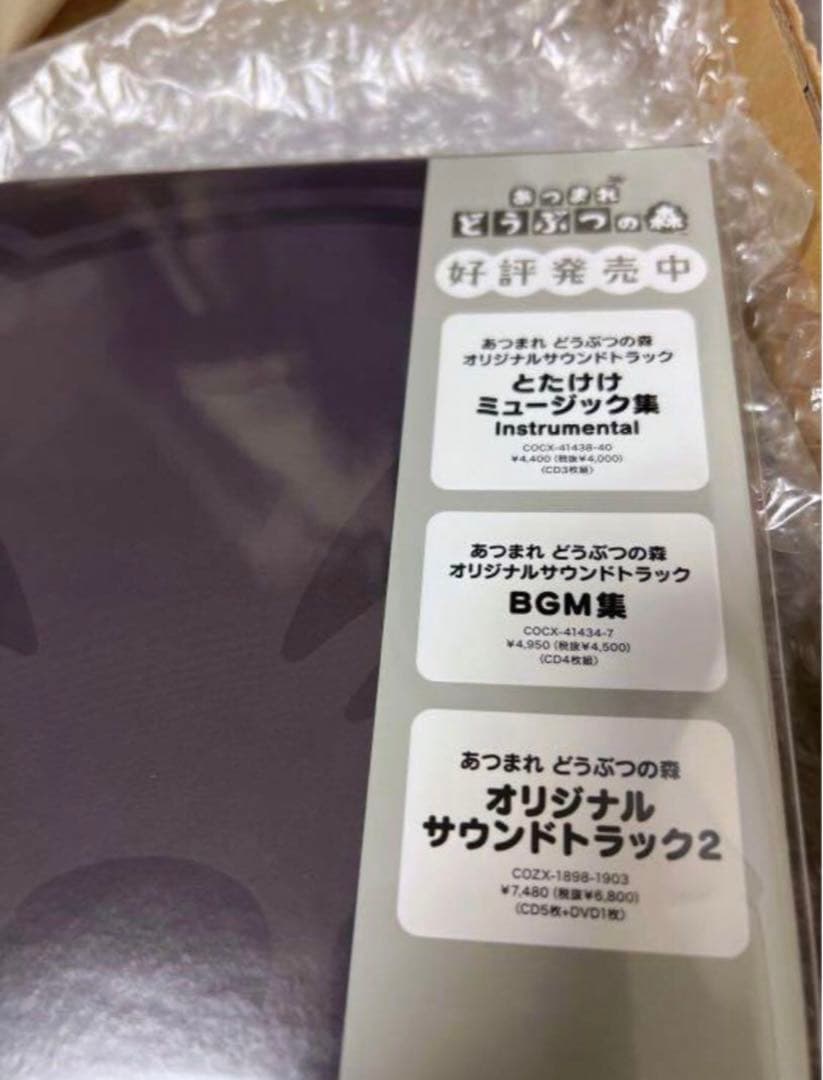 あつまれ
どうぶつの森
好評発売中
あつまれ どうぶつの森
オリジナルサウンドトラック
とたけけ
ミュージック集
Instrumental
COCX-41438-40
¥4,400（税抜¥4,000）
（CD3枚組）
あつまれ どうぶつの森
オリジナルサウンドトラック
BGM集
COCX-41434-7
¥4,950（税抜¥4,500）
（CD4枚組）
あつまれ どうぶつの森
オリジナル
サウンドトラック2
COZX-1898-1903
¥7,480（税抜¥6,800）
（CD5枚+DVD1枚）